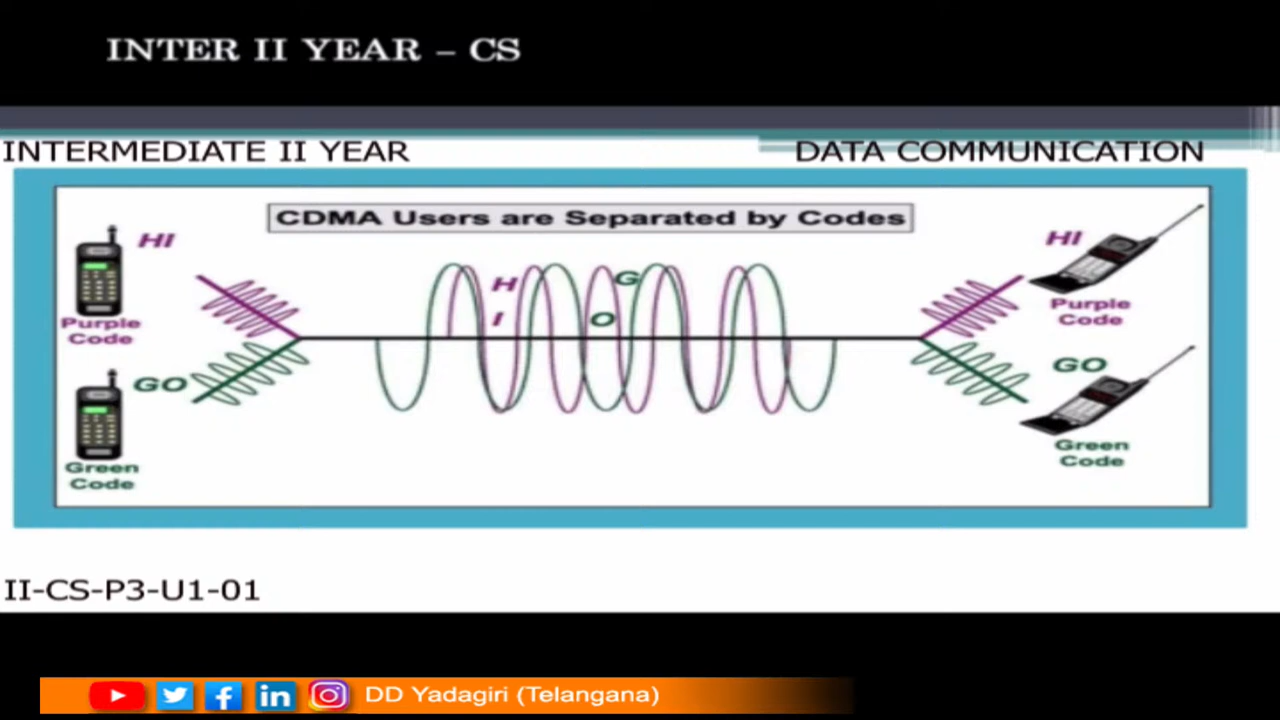 INTER II YEAR – CS
INTERMEDIATE II YEAR
DATA COMMUNICATION
CDMA Users are Separated by Codes
HI
Purple
Code
GO
Green
Code
H
I
G
O
HI
Purple
Code
GO
Green
Code
II-CS-P3-U1-01
in
DD Yadagiri (Telangana)